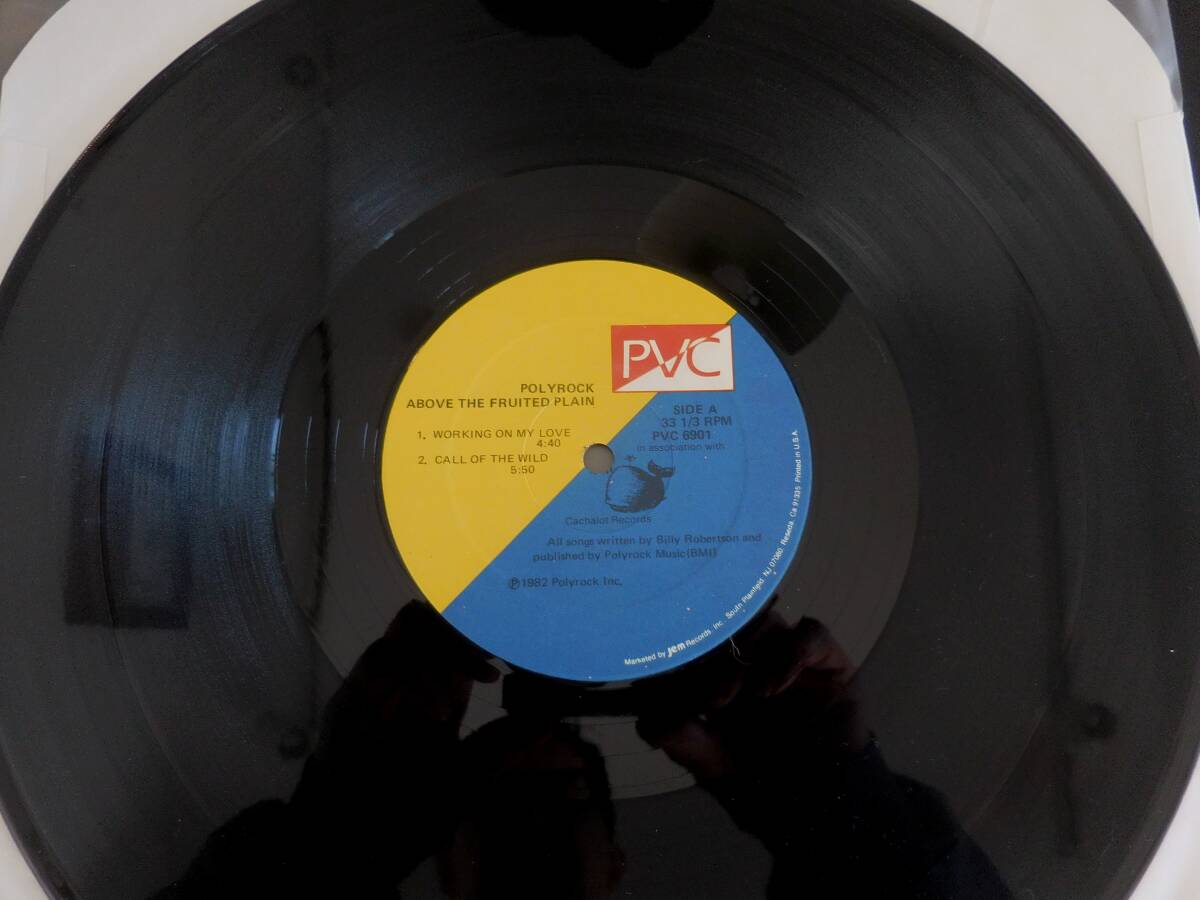 PVC
POLYROCK
ABOVE THE FRUITED PLAIN
1. WORKING ON MY LOVE
4:40
2. CALL OF THE WILD
5:50
SIDE A
33 1/3 RPM
PVC 6901
in association with
Cachalot Records
All songs written by Billy Robertson and
published by Polyrock Music(BMI)
℗1982 Polyrock Inc.
Marketed by Jem Records, Inc. South Plainfield, NJ 07080, Reseda, Ca 91335 Printed in U.S.A.